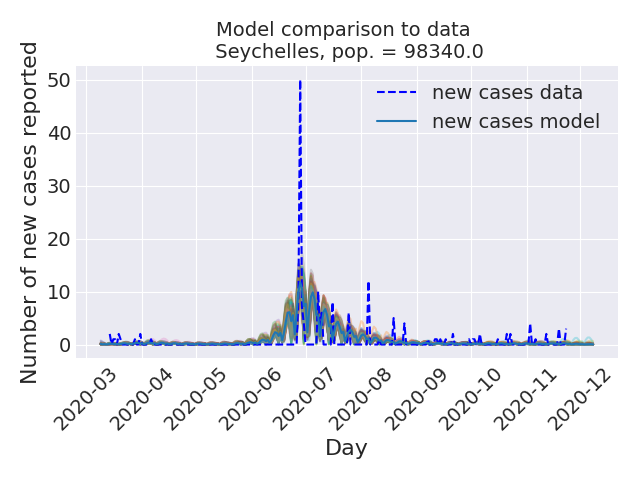 Model comparison to data
Seychelles, pop. = 98340.0
Number of new cases reported
50
40
30
20
10
0
new cases data
new cases model
2020-03
2020-04
2020-05
2020-06
2020-07
2020-08
2020-09
2020-10
2020-11
2020-12
Day